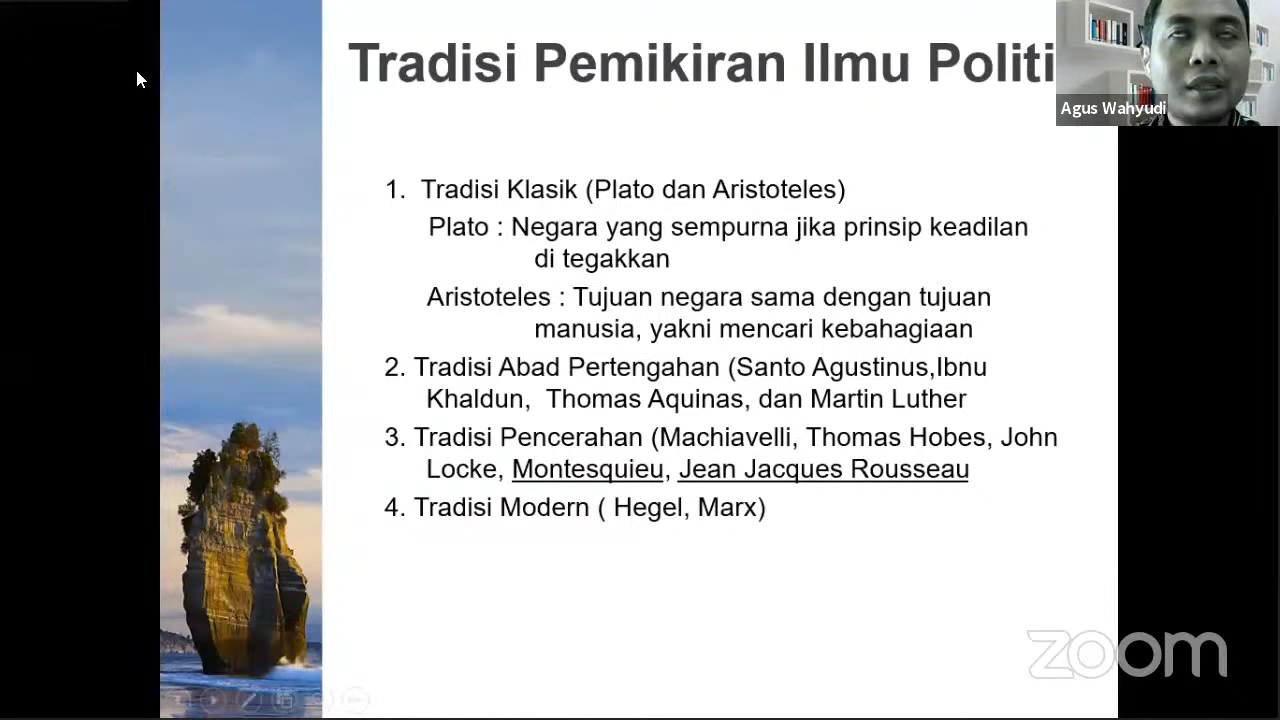 Tradisi Pemikiran Ilmu Politi
Agus Wahyudi
1. Tradisi Klasik (Plato dan Aristoteles)
Plato : Negara yang sempurna jika prinsip keadilan
di tegakkan
Aristoteles : Tujuan negara sama dengan tujuan
manusia, yakni mencari kebahagiaan
2. Tradisi Abad Pertengahan (Santo Agustinus,Ibnu
Khaldun, Thomas Aquinas, dan Martin Luther
3. Tradisi Pencerahan (Machiavelli, Thomas Hobes, John
Locke, Montesquieu, Jean Jacques Rousseau
4. Tradisi Modern ( Hegel, Marx)
zoom